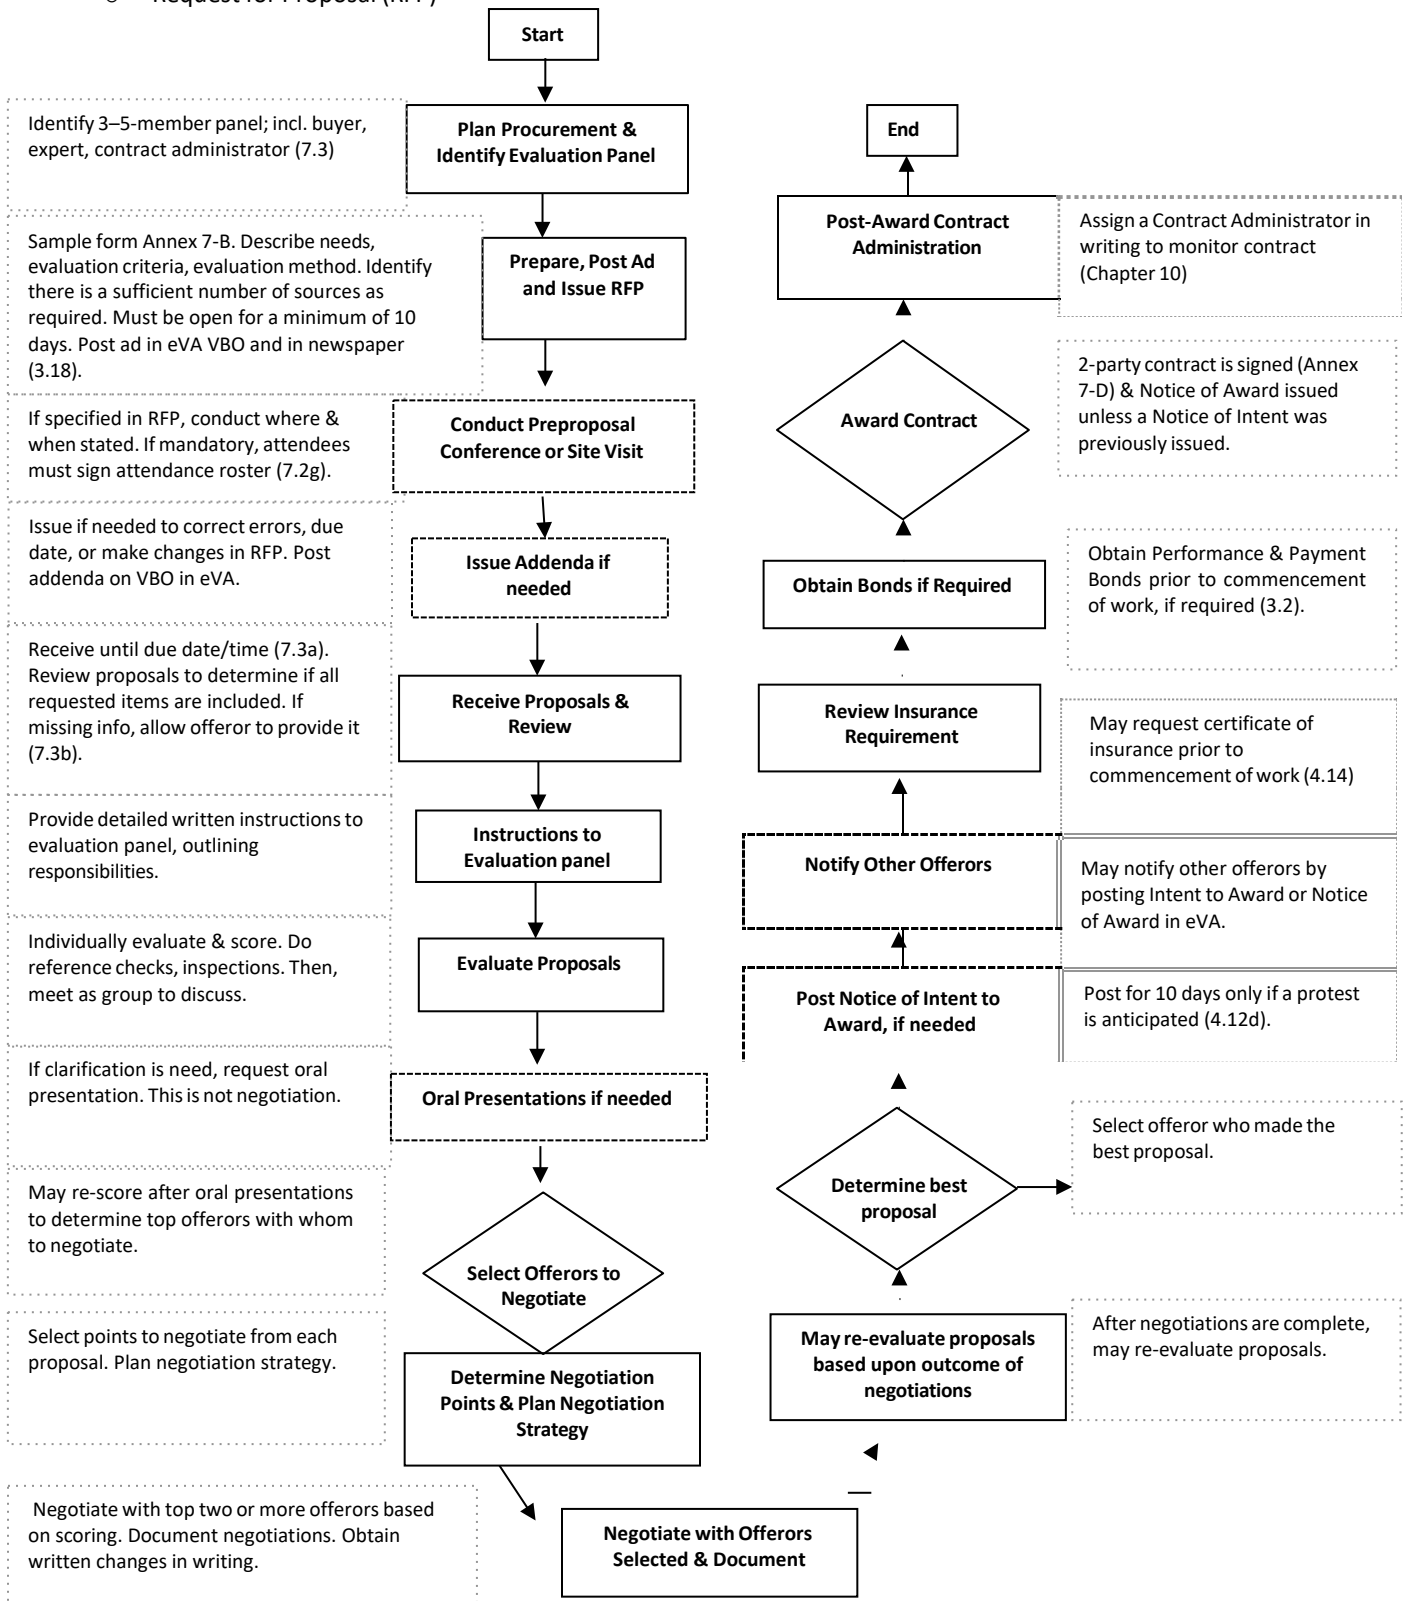 Start
Identify 3–5-member panel; incl. buyer,
expert, contract administrator (7.3)
Plan Procurement &
Identify Evaluation Panel
Sample form Annex 7-B. Describe needs,
evaluation criteria, evaluation method. Identify
there is a sufficient number of sources as
required. Must be open for a minimum of 10
days. Post ad in eVA VBO and in newspaper
(3.18).
Prepare, Post Ad
and Issue RFP
If specified in RFP, conduct where &
when stated. If mandatory, attendees
must sign attendance roster (7.2g).
Conduct Preproposal
Conference or Site Visit
Issue if needed to correct errors, due
date, or make changes in RFP. Post
addenda on VBO in eVA.
Issue Addenda if
needed
Receive until due date/time (7.3a).
Review proposals to determine if all
requested items are included. If
missing info, allow offeror to provide it
(7.3b).
Receive Proposals &
Review
Provide detailed written instructions to
evaluation panel, outlining
responsibilities.
Instructions to
Evaluation panel
Individually evaluate & score. Do
reference checks, inspections. Then,
meet as group to discuss.
Evaluate Proposals
If clarification is need, request oral
presentation. This is not negotiation.
Oral Presentations if needed
May re-score after oral presentations
to determine top offerors with whom
to negotiate.
Select Offerors to
Negotiate
Select points to negotiate from each
proposal. Plan negotiation strategy.
Determine Negotiation
Points & Plan Negotiation
Strategy
Negotiate with top two or more offerors based
on scoring. Document negotiations. Obtain
written changes in writing.
Negotiate with Offerors
Selected & Document
End
Post-Award Contract
Administration
Assign a Contract Administrator in
writing to monitor contract
(Chapter 10)
Award Contract
2-party contract is signed (Annex
7-D) & Notice of Award issued
unless a Notice of Intent was
previously issued.
Obtain Bonds if Required
Obtain Performance & Payment
Bonds prior to commencement
of work, if required (3.2).
Review Insurance
Requirement
May request certificate of
insurance prior to
commencement of work (4.14)
Notify Other Offerors
May notify other offerors by
posting Intent to Award or Notice
of Award in eVA.
Post Notice of Intent to
Award, if needed
Post for 10 days only if a protest
is anticipated (4.12d).
Determine best
proposal
Select offeror who made the
best proposal.
May re-evaluate proposals
based upon outcome of
negotiations
After negotiations are complete,
may re-evaluate proposals.